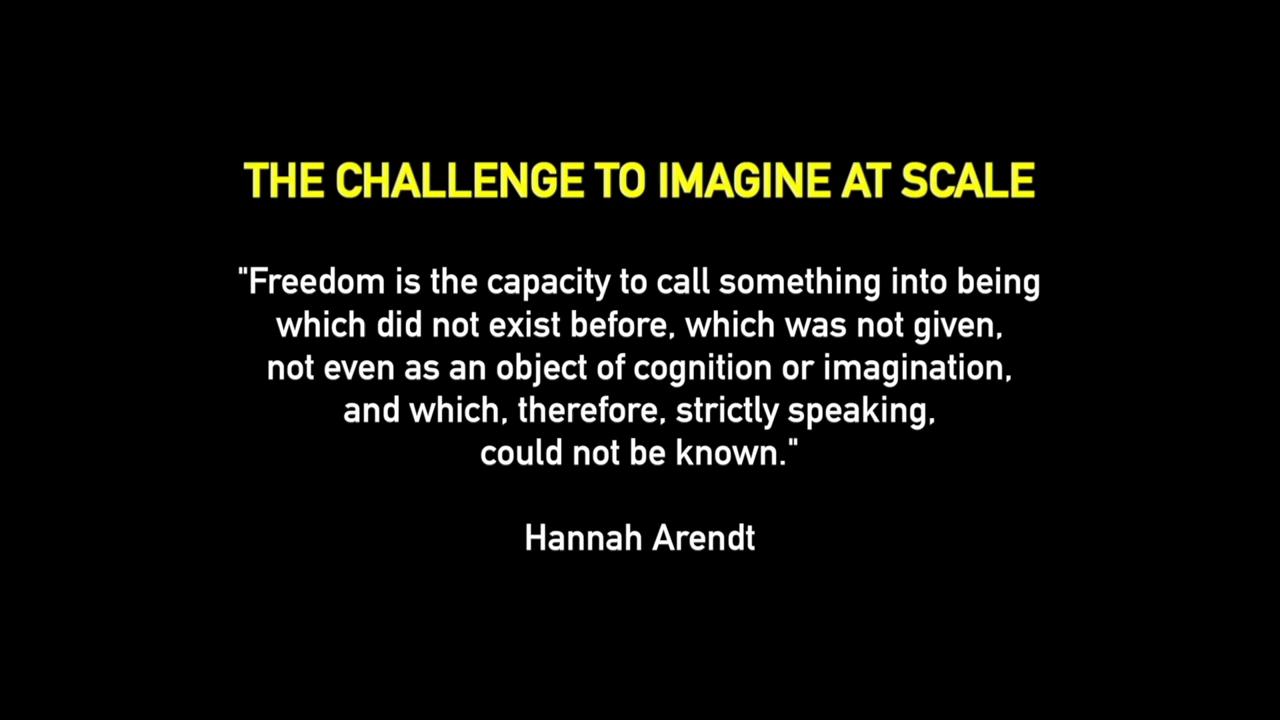 THE CHALLENGE TO IMAGINE AT SCALE
"Freedom is the capacity to call something into being
which did not exist before, which was not given,
not even as an object of cognition or imagination,
and which, therefore, strictly speaking,
could not be known."
Hannah Arendt